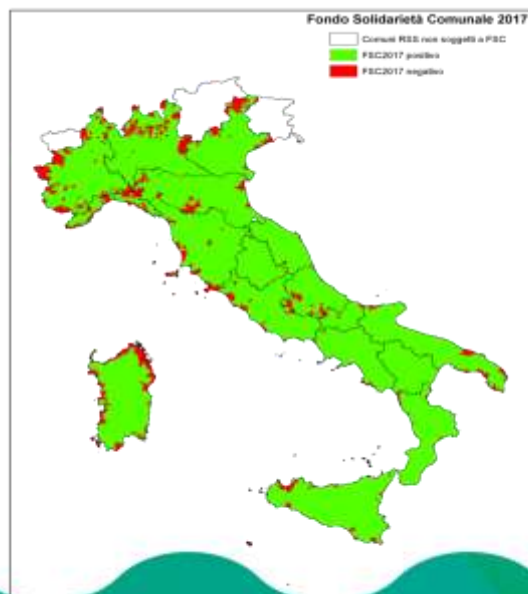 Fondo Solidarietà Comunale 2017
Comuni RSS non soggetti a FSC
FSC2017 positivo
FSC2017 negativo